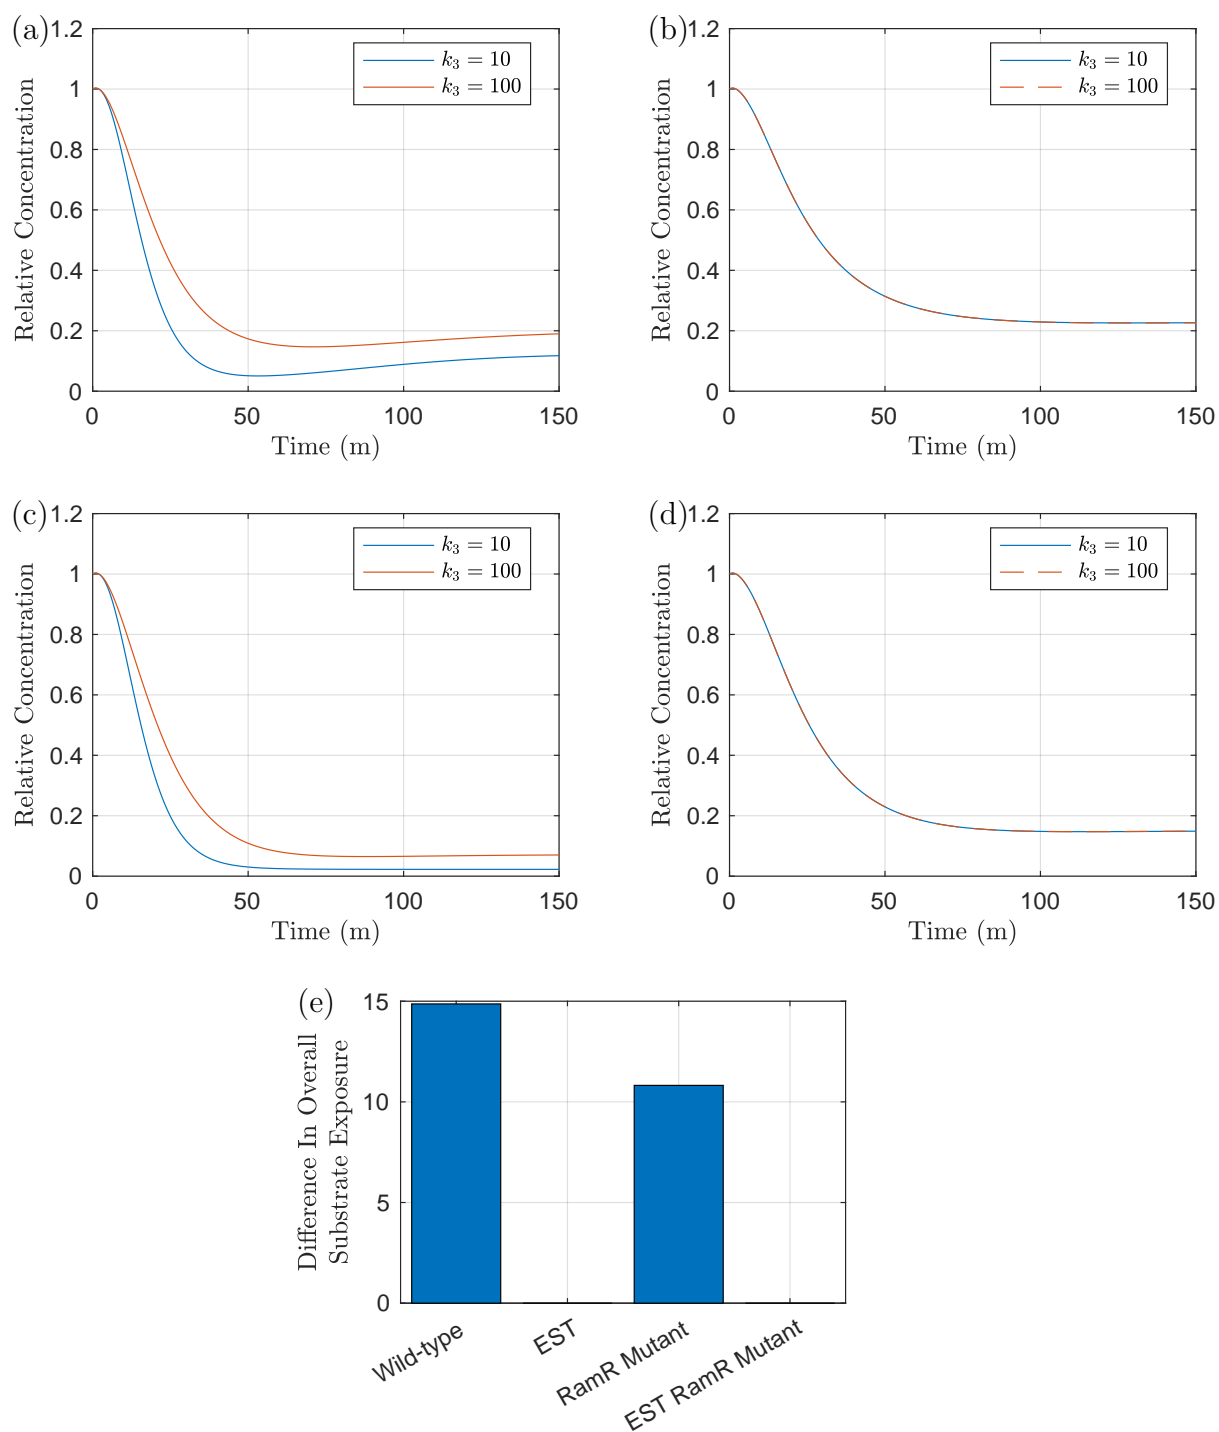 (a)
1.2
1
0.8
0.6
0.4
0.2
0
Relative Concentration
k₃ = 10
k₃ = 100
0 50 100 150
Time (m)
(b)
1.2
1
0.8
0.6
0.4
0.2
0
Relative Concentration
k₃ = 10
k₃ = 100
0 50 100 150
Time (m)
(c)
1.2
1
0.8
0.6
0.4
0.2
0
Relative Concentration
k₃ = 10
k₃ = 100
0 50 100 150
Time (m)
(d)
1.2
1
0.8
0.6
0.4
0.2
0
Relative Concentration
k₃ = 10
k₃ = 100
0 50 100 150
Time (m)
(e)
15
10
5
0
Difference In Overall
Substrate Exposure
Wild-type
EST
RamR Mutant
EST RamR Mutant